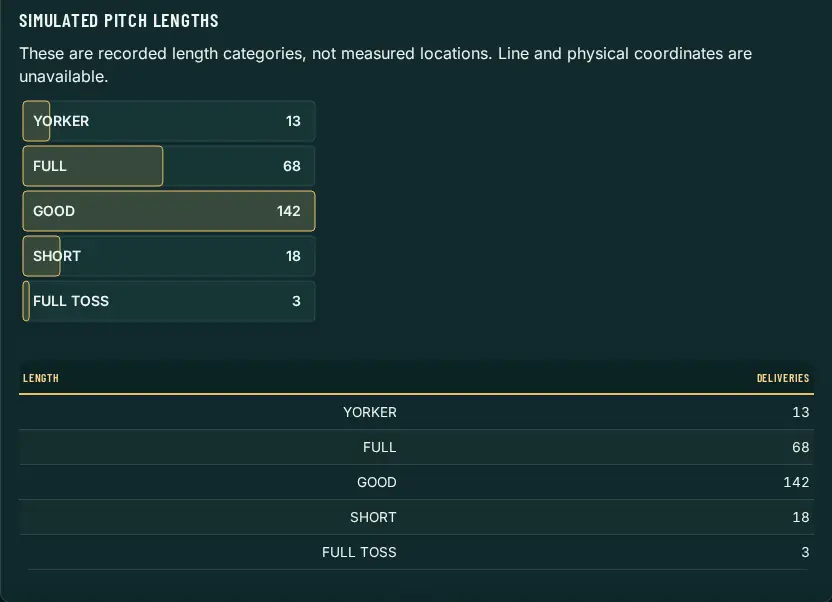 SIMULATED PITCH LENGTHS
These are recorded length categories, not measured locations. Line and physical coordinates are
unavailable.
YORKER 13
FULL 68
GOOD 142
SHORT 18
FULL TOSS 3
LENGTH DELIVERIES
YORKER 13
FULL 68
GOOD 142
SHORT 18
FULL TOSS 3